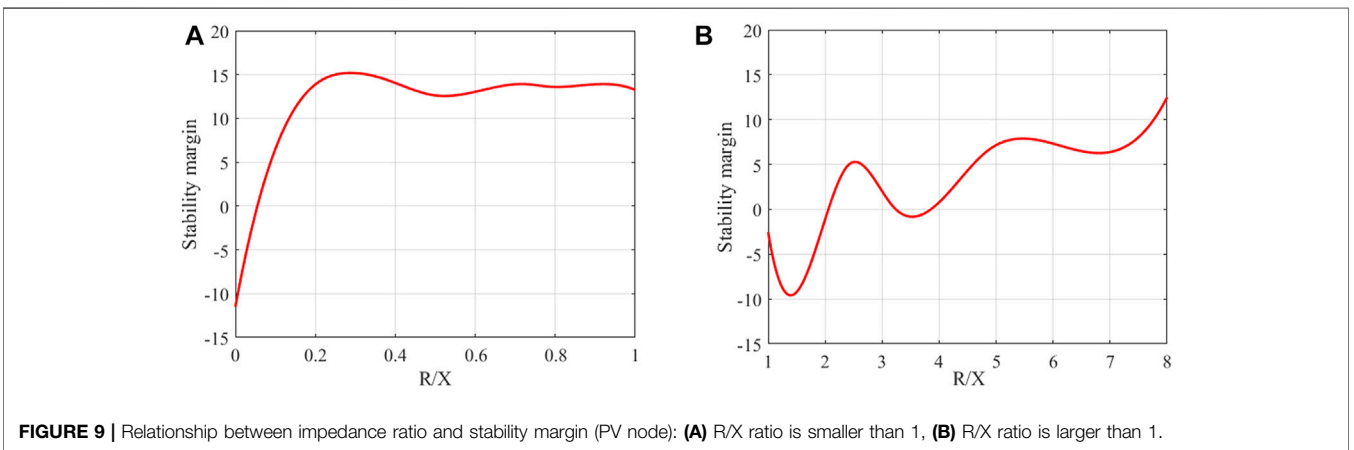 A
20
15
10
5
0
-5
-10
-15
Stability margin
0 0.2 0.4 0.6 0.8 1
R/X
B
20
15
10
5
0
-5
-10
-15
Stability margin
1 2 3 4 5 6 7 8
R/X
FIGURE 9 | Relationship between impedance ratio and stability margin (PV node): (A) R/X ratio is smaller than 1, (B) R/X ratio is larger than 1.